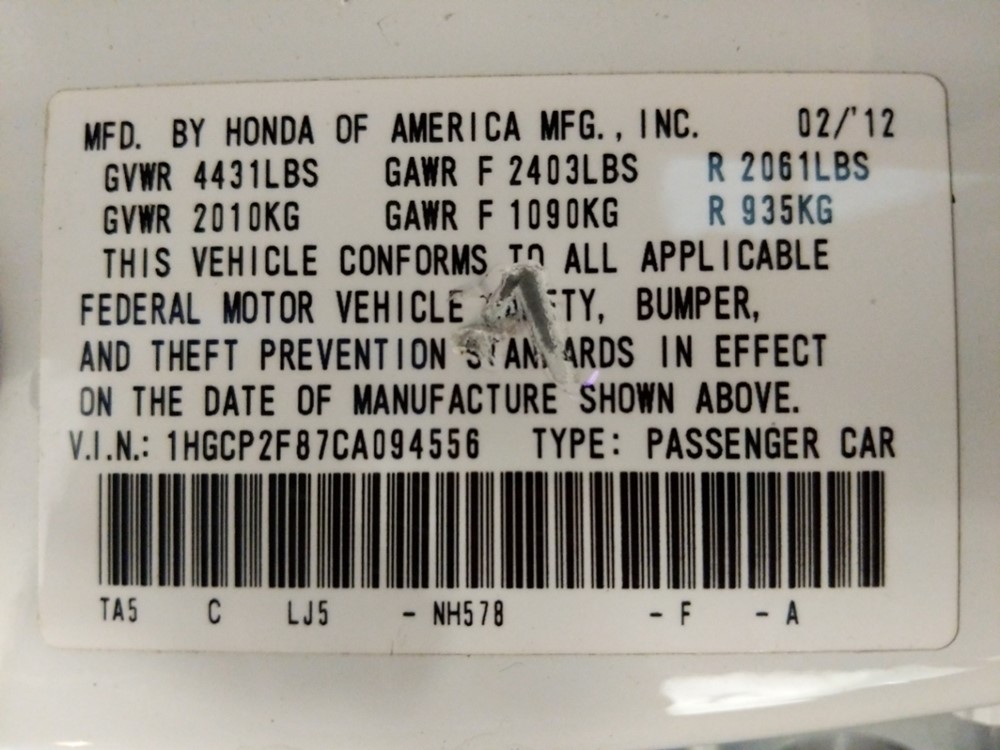 MFD. BY HONDA OF AMERICA MFG., INC. 02/'12
GVWR 4431LBS GAWR F 2403LBS R 2061LBS
GVWR 2010KG GAWR F 1090KG R 935KG
THIS VEHICLE CONFORMS TO ALL APPLICABLE
FEDERAL MOTOR VEHICLE BUMPER,
AND THEFT PREVENTION STANDARDS IN EFFECT
ON THE DATE OF MANUFACTURE SHOWN ABOVE.
V.I.N.: 1HGCP2F87CA094556 TYPE: PASSENGER CAR
TA5 C LJ5 - NH578 - F - A